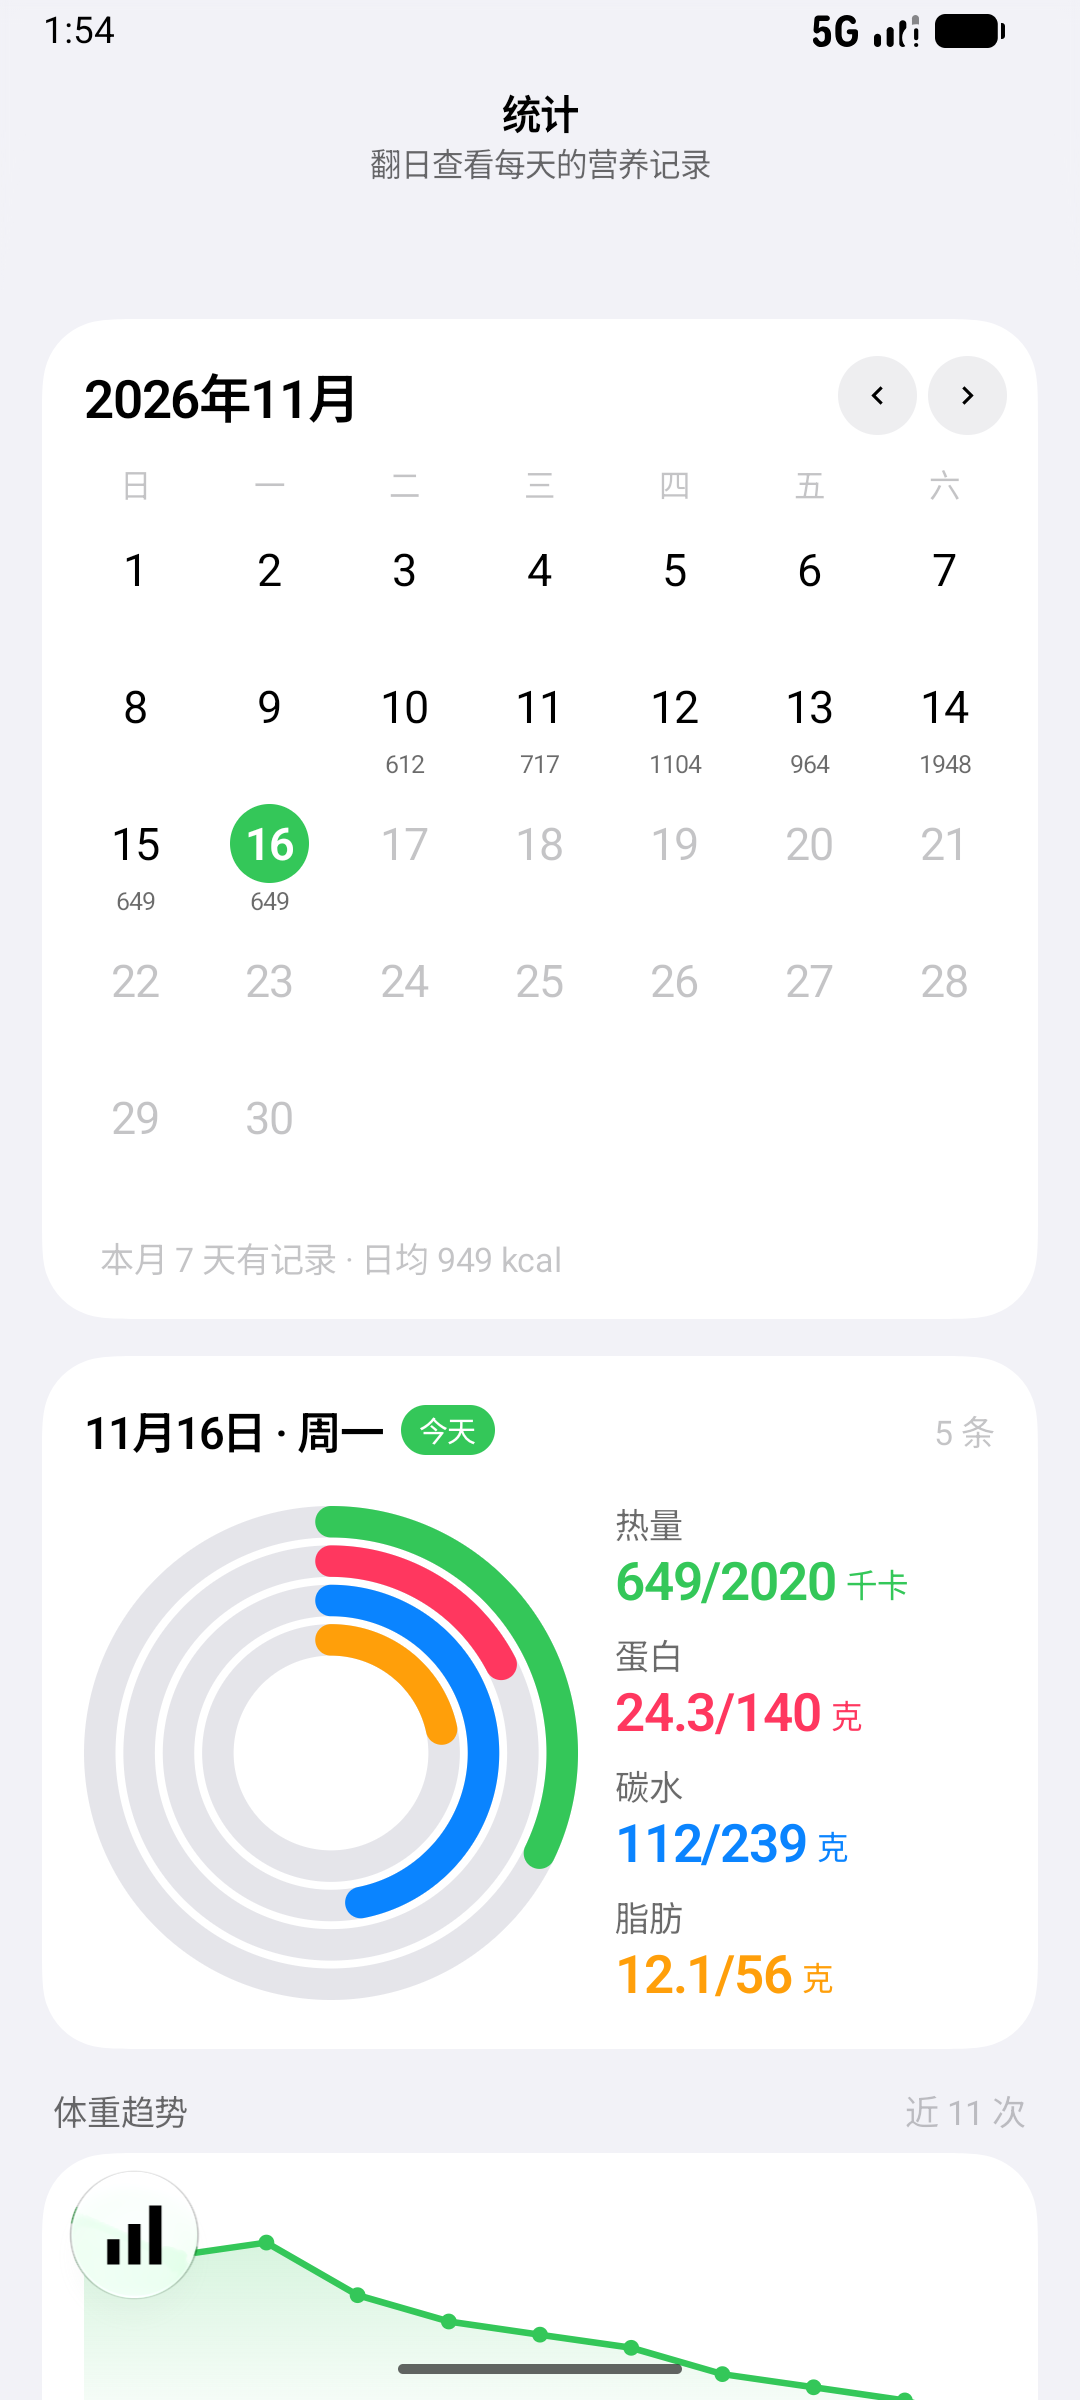 1:54
5G
统计
翻日查看每天的营养记录
2026年11月
日 一 二 三 四 五 六
1 2 3 4 5 6 7
8 9 10 11 12 13 14
612 717 1104 964 1948
15 16 17 18 19 20 21
649 649
22 23 24 25 26 27 28
29 30
本月 7 天有记录 · 日均 949 kcal
11月16日 · 周一 今天 5 条
热量
649/2020 千卡
蛋白
24.3/140 克
碳水
112/239 克
脂肪
12.1/56 克
体重趋势 近 11 次